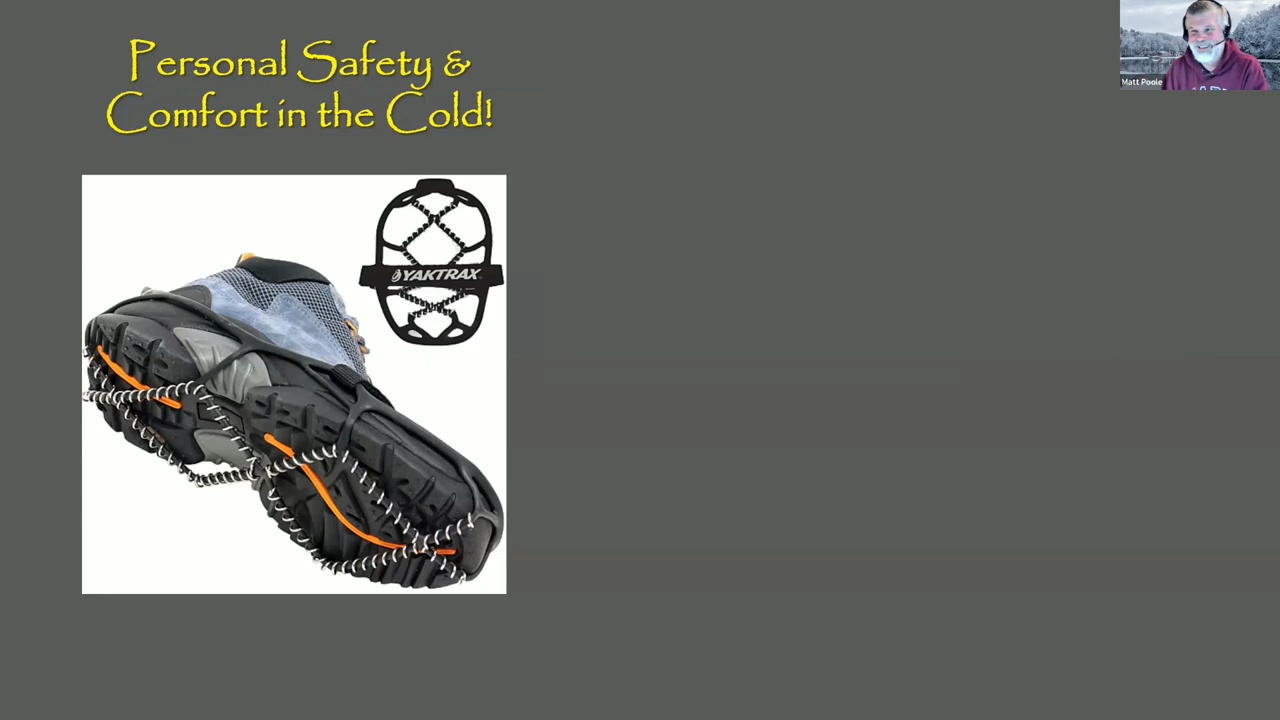 Personal Safety &
Comfort in the Cold!
YAKTRAX
Matt Poole